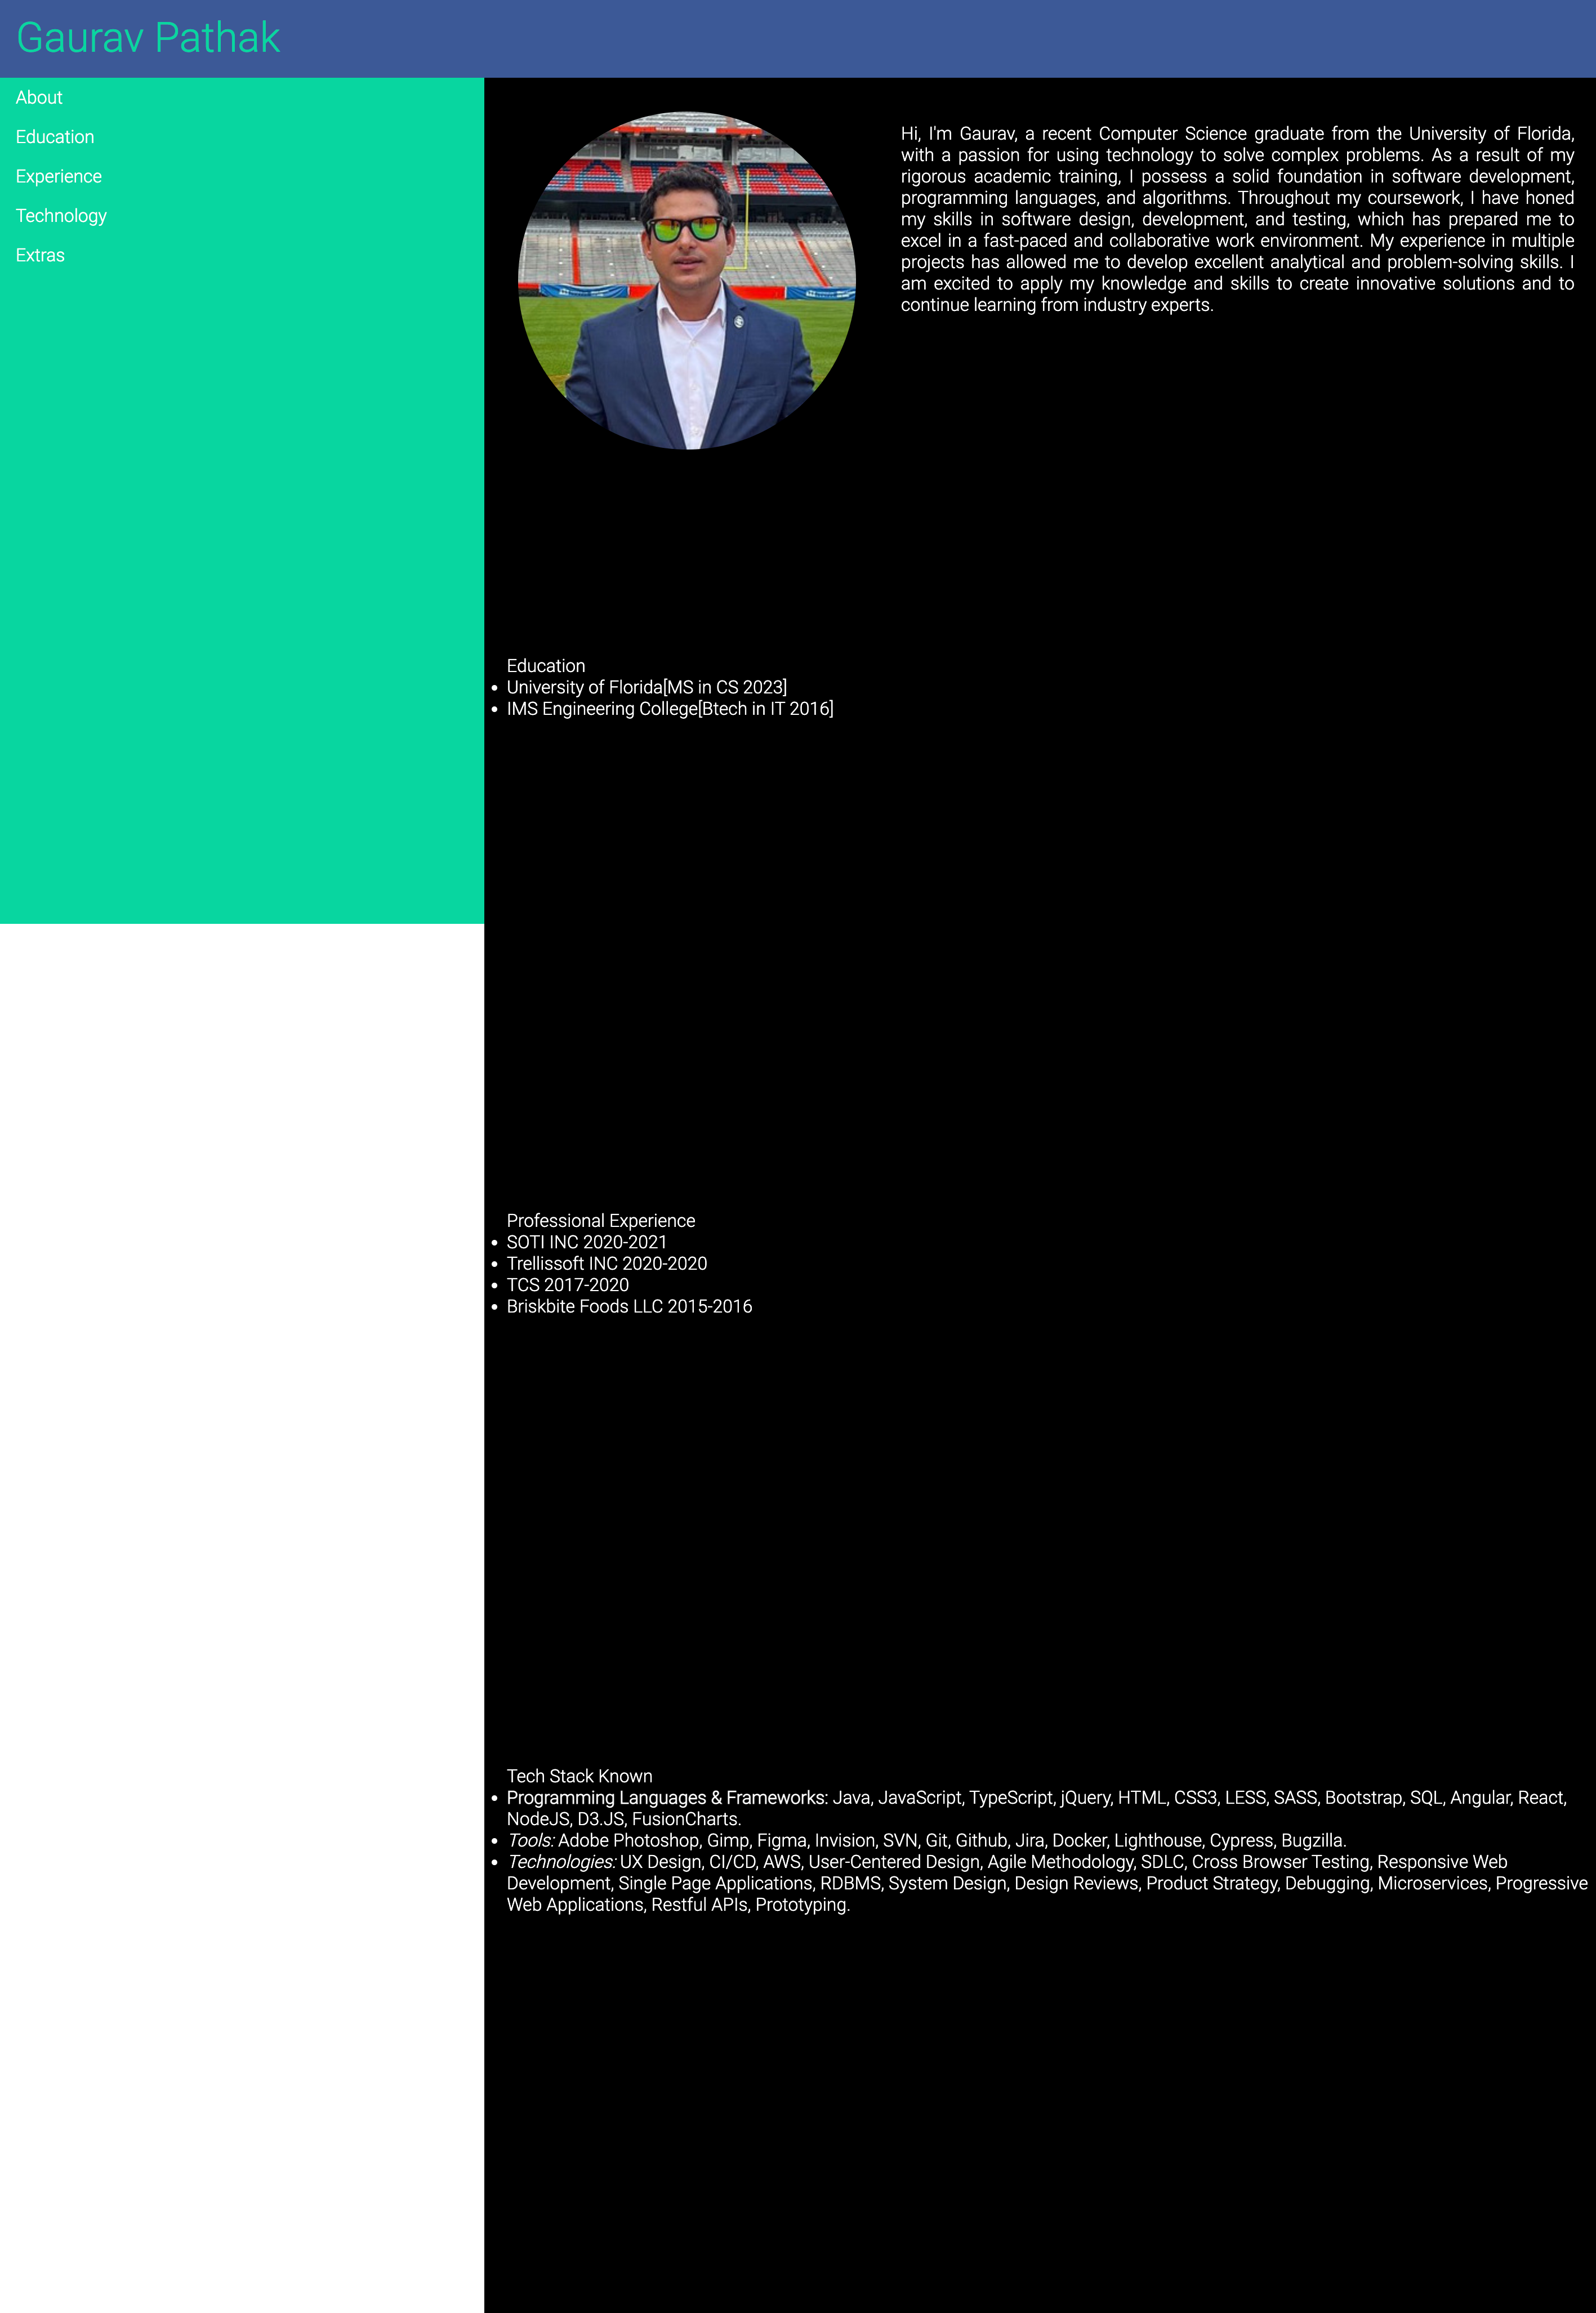 Gaurav Pathak
About
Education
Experience
Technology
Extras
Hi, I'm Gaurav, a recent Computer Science graduate from the University of Florida,
with a passion for using technology to solve complex problems. As a result of my
rigorous academic training, I possess a solid foundation in software development,
programming languages, and algorithms. Throughout my coursework, I have honed
my skills in software design, development, and testing, which has prepared me to
excel in a fast-paced and collaborative work environment. My experience in multiple
projects has allowed me to develop excellent analytical and problem-solving skills. I
am excited to apply my knowledge and skills to create innovative solutions and to
continue learning from industry experts.
Education
• University of Florida[MS in CS 2023]
• IMS Engineering College[Btech in IT 2016]
Professional Experience
• SOTI INC 2020-2021
• Trellissoft INC 2020-2020
• TCS 2017-2020
• Briskbite Foods LLC 2015-2016
Tech Stack Known
• Programming Languages & Frameworks: Java, JavaScript, TypeScript, jQuery, HTML, CSS3, LESS, SASS, Bootstrap, SQL, Angular, React,
NodeJS, D3.JS, FusionCharts.
• Tools: Adobe Photoshop, Gimp, Figma, Invision, SVN, Git, Github, Jira, Docker, Lighthouse, Cypress, Bugzilla.
• Technologies: UX Design, CI/CD, AWS, User-Centered Design, Agile Methodology, SDLC, Cross Browser Testing, Responsive Web
Development, Single Page Applications, RDBMS, System Design, Design Reviews, Product Strategy, Debugging, Microservices, Progressive
Web Applications, Restful APIs, Prototyping.